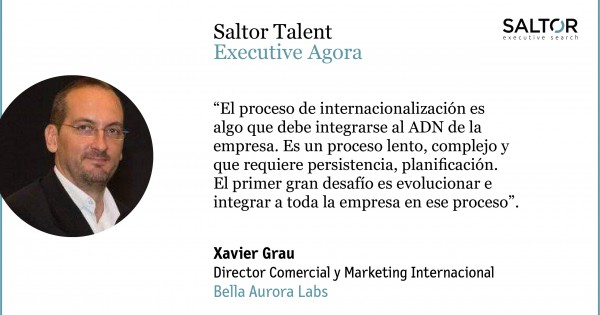 Saltor Talent
Executive Agora
SALTOR
executive search
“El proceso de internacionalización es
algo que debe integrarse al ADN de la
empresa. Es un proceso lento, complejo y
que requiere persistencia, planificación.
El primer gran desafío es evolucionar e
integrar a toda la empresa en ese proceso”.
Xavier Grau
Director Comercial y Marketing Internacional
Bella Aurora Labs